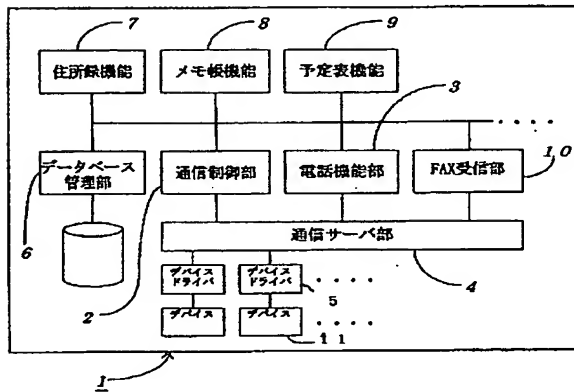 7
8
9
住所録機能
メモ帳機能
予定表機能
3
データベース
管理部
通信制御部
電話機能部
FAX受信部
10
6
通信サーバ部
デバイス
ドライバ
デバイス
ドライバ
2
5
4
デバイス
デバイス
11
1